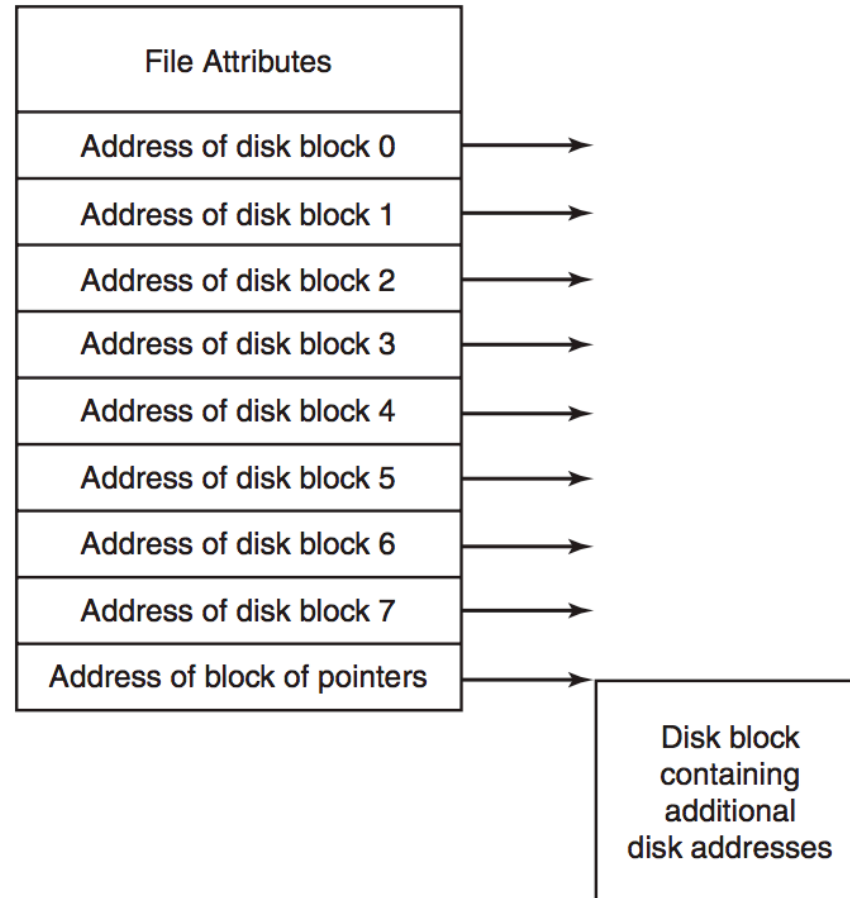 File Attributes
Address of disk block 0
Address of disk block 1
Address of disk block 2
Address of disk block 3
Address of disk block 4
Address of disk block 5
Address of disk block 6
Address of disk block 7
Address of block of pointers
Disk block
containing
additional
disk addresses